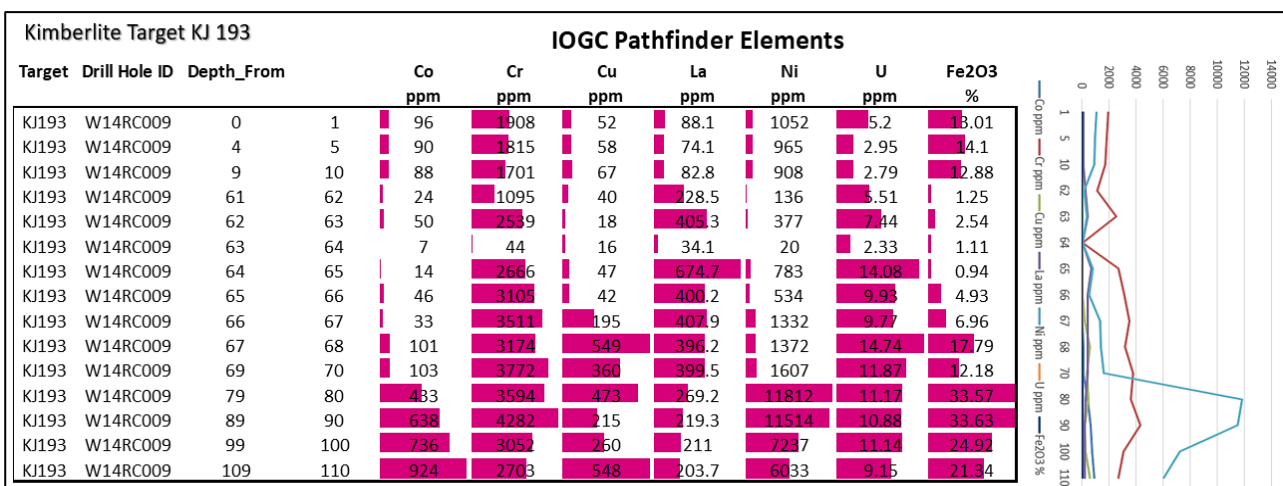 Kimberlite Target KJ 193
IOGC Pathfinder Elements
Target Drill Hole ID Depth_From Co Cr Cu La Ni U Fe2O3
ppm ppm ppm ppm ppm ppm %
KJ193 W14RC009 0 1 96 1908 52 88.1 1052 5.2 13.01
KJ193 W14RC009 4 5 90 1815 58 74.1 965 2.95 14.1
KJ193 W14RC009 9 10 88 1701 67 82.8 908 2.79 12.88
KJ193 W14RC009 61 62 24 1095 40 228.5 136 5.51 1.25
KJ193 W14RC009 62 63 50 2539 18 405.3 377 7.44 2.54
KJ193 W14RC009 63 64 7 44 16 34.1 20 2.33 1.11
KJ193 W14RC009 64 65 14 2666 47 674.7 783 14.08 0.94
KJ193 W14RC009 65 66 46 3105 42 400.2 534 9.93 4.93
KJ193 W14RC009 66 67 33 3511 195 407.9 1332 9.77 6.96
KJ193 W14RC009 67 68 101 3174 549 396.2 1372 14.74 17.79
KJ193 W14RC009 69 70 103 3772 360 399.5 1607 11.87 12.18
KJ193 W14RC009 79 80 433 3594 473 269.2 11812 11.17 33.57
KJ193 W14RC009 89 90 638 4282 215 219.3 11514 10.88 33.63
KJ193 W14RC009 99 100 736 3052 260 211 7237 11.14 24.92
KJ193 W14RC009 109 110 924 2703 548 203.7 6033 9.15 21.34
0 2000 4000 6000 8000 10000 12000 14000
1
5
10
62
63
64
65
66
67
68
70
80
90
100
110
Co ppm Cr ppm Cu ppm La ppm Ni ppm U ppm Fe2O3 %